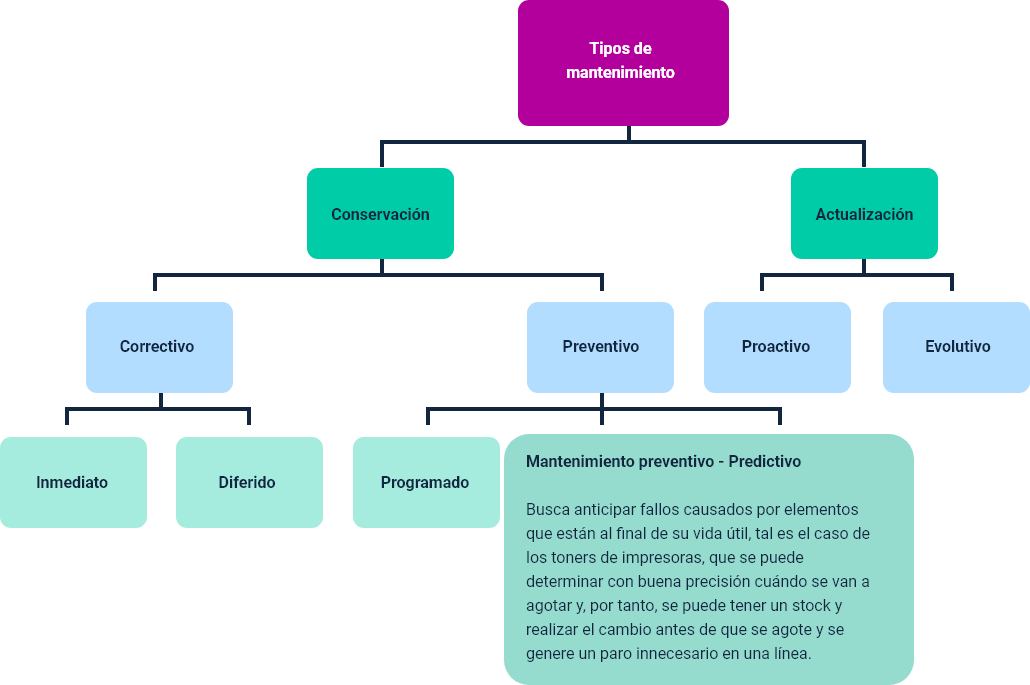 Tipos de
mantenimiento
Conservación
Actualización
Correctivo
Preventivo
Proactivo
Evolutivo
Inmediato
Diferido
Programado
Mantenimiento preventivo - Predictivo
Busca anticipar fallos causados por elementos
que están al final de su vida útil, tal es el caso de
los toners de impresoras, que se puede
determinar con buena precisión cuándo se van a
agotar y, por tanto, se puede tener un stock y
realizar el cambio antes de que se agote y se
genere un paro innecesario en una línea.